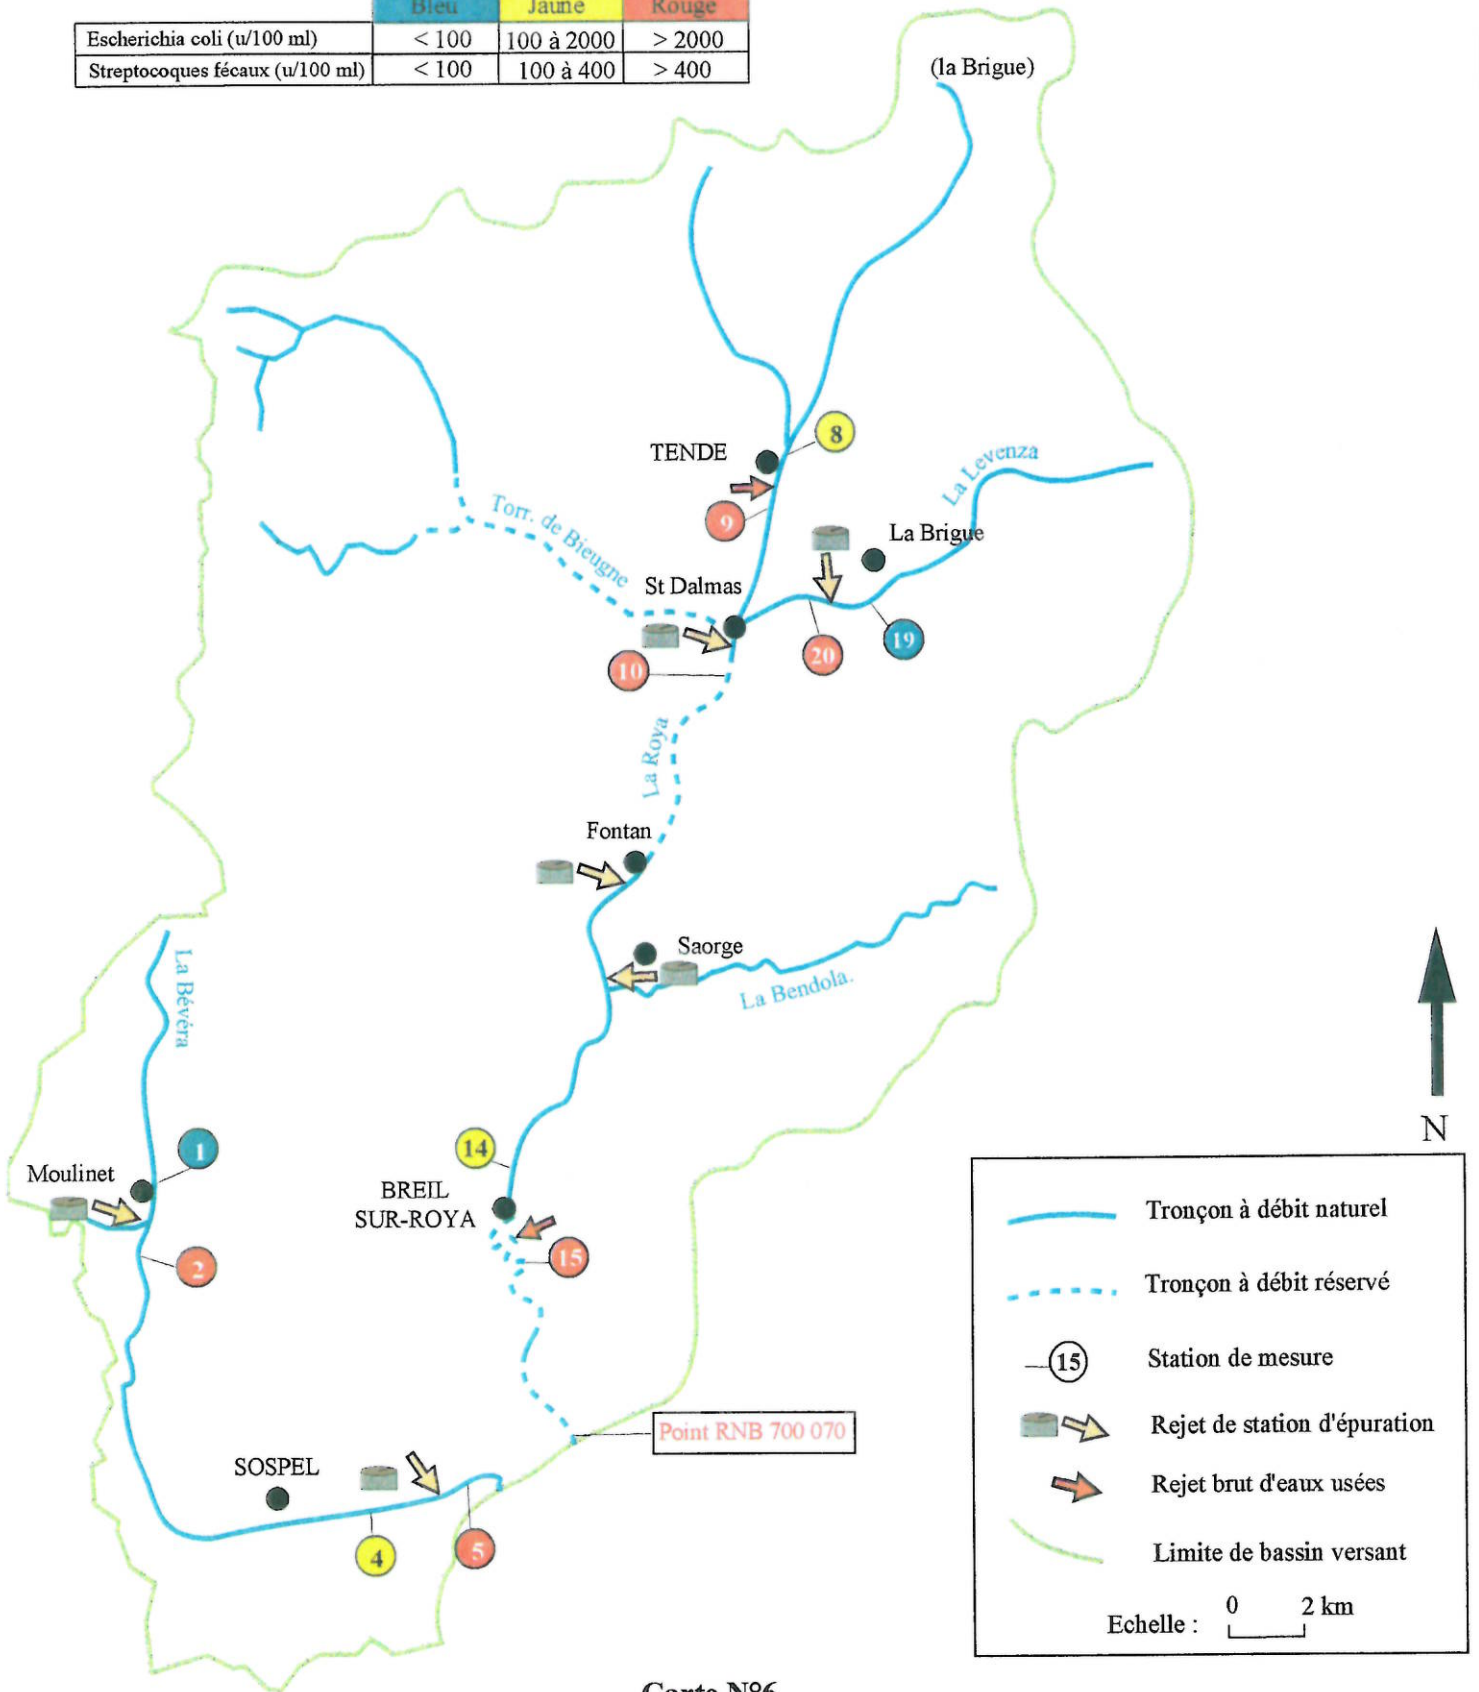 Bleu Jaune Rouge
Escherichia coli (u/100 ml) < 100 100 à 2000 > 2000
Streptocoques fécaux (u/100 ml) < 100 100 à 400 > 400
(la Brigue)
8
TENDE
La Levenza
9
Torr. de Bieugne
La Brigue
St Dalmas
19
20
10
La Roya
Fontan
Saorge
La Bendola.
La Bévéra
1
14
Moulinet
BREIL
SUR-ROYA
2
15
Point RNB 700 070
SOSPEL
4
5
N
Tronçon à débit naturel
Tronçon à débit réservé
15 Station de mesure
Rejet de station d'épuration
Rejet brut d'eaux usées
Limite de bassin versant
Echelle : 0 2 km
Carte N°6